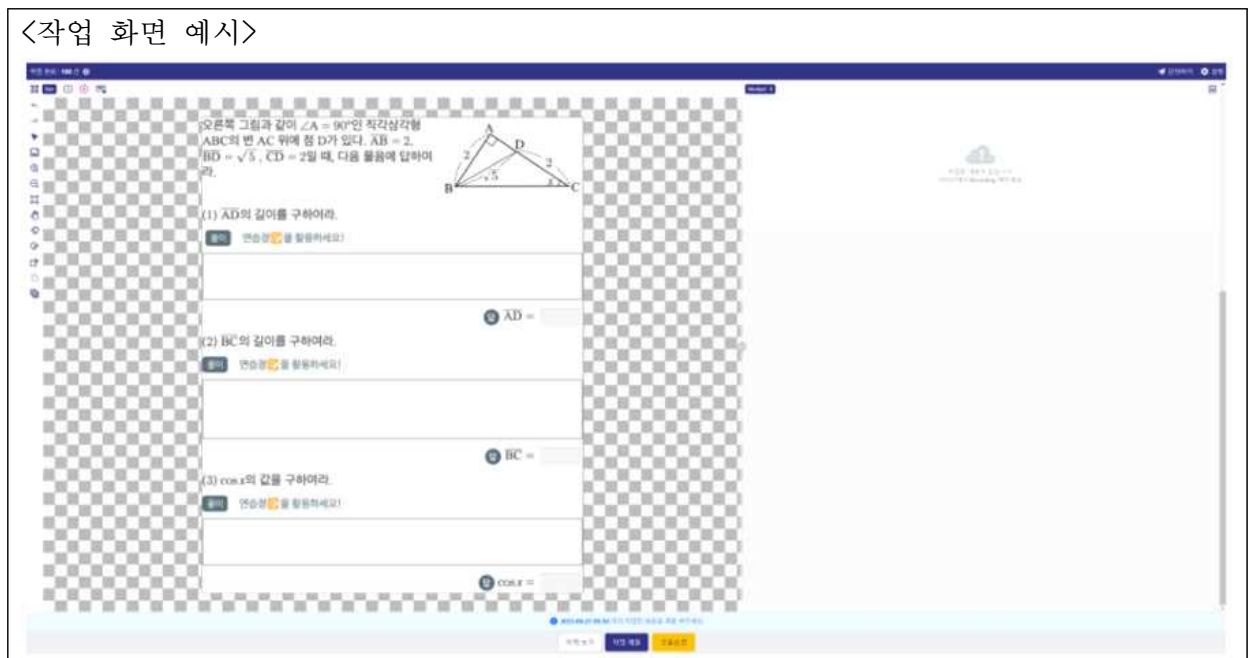 <작업 화면 예시>
오른쪽 그림과 같이 ∠A = 90°인 직각삼각형
ABC의 변 AC 위에 점 D가 있다. AB = 2,
BD = √5, CD = 2일 때, 다음 물음에 답하여
라.
A
D
2
2
√5
x
B
C
(1) AD의 길이를 구하여라.
풀이 연습장을 활용하세요!
답 AD =
(2) BC의 길이를 구하여라.
풀이 연습장을 활용하세요!
답 BC =
(3) cos x의 값을 구하여라.
풀이 연습장을 활용하세요!
답 cos x =